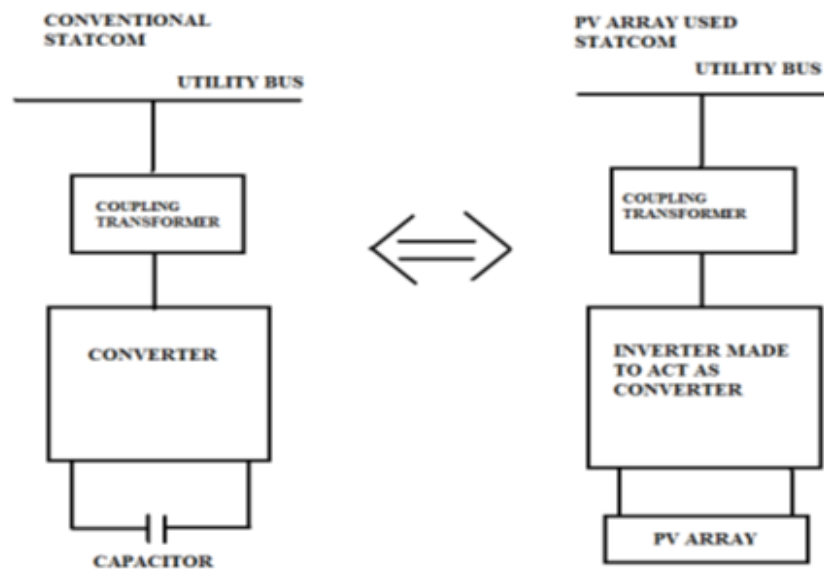 CONVENTIONAL
STATCOM
UTILITY BUS
COUPLING
TRANSFORMER
CONVERTER
CAPACITOR
PV ARRAY USED
STATCOM
UTILITY BUS
COUPLING
TRANSFORMER
INVERTER MADE
TO ACT AS
CONVERTER
PV ARRAY